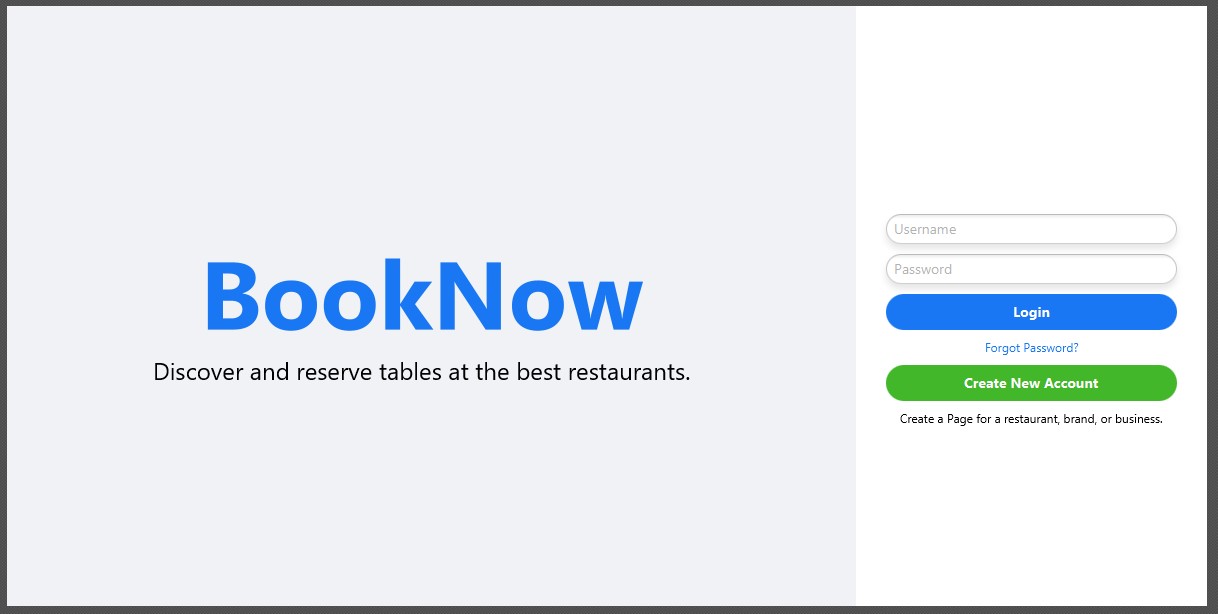 BookNow
Discover and reserve tables at the best restaurants.
Username
Password
Login
Forgot Password?
Create New Account
Create a Page for a restaurant, brand, or business.